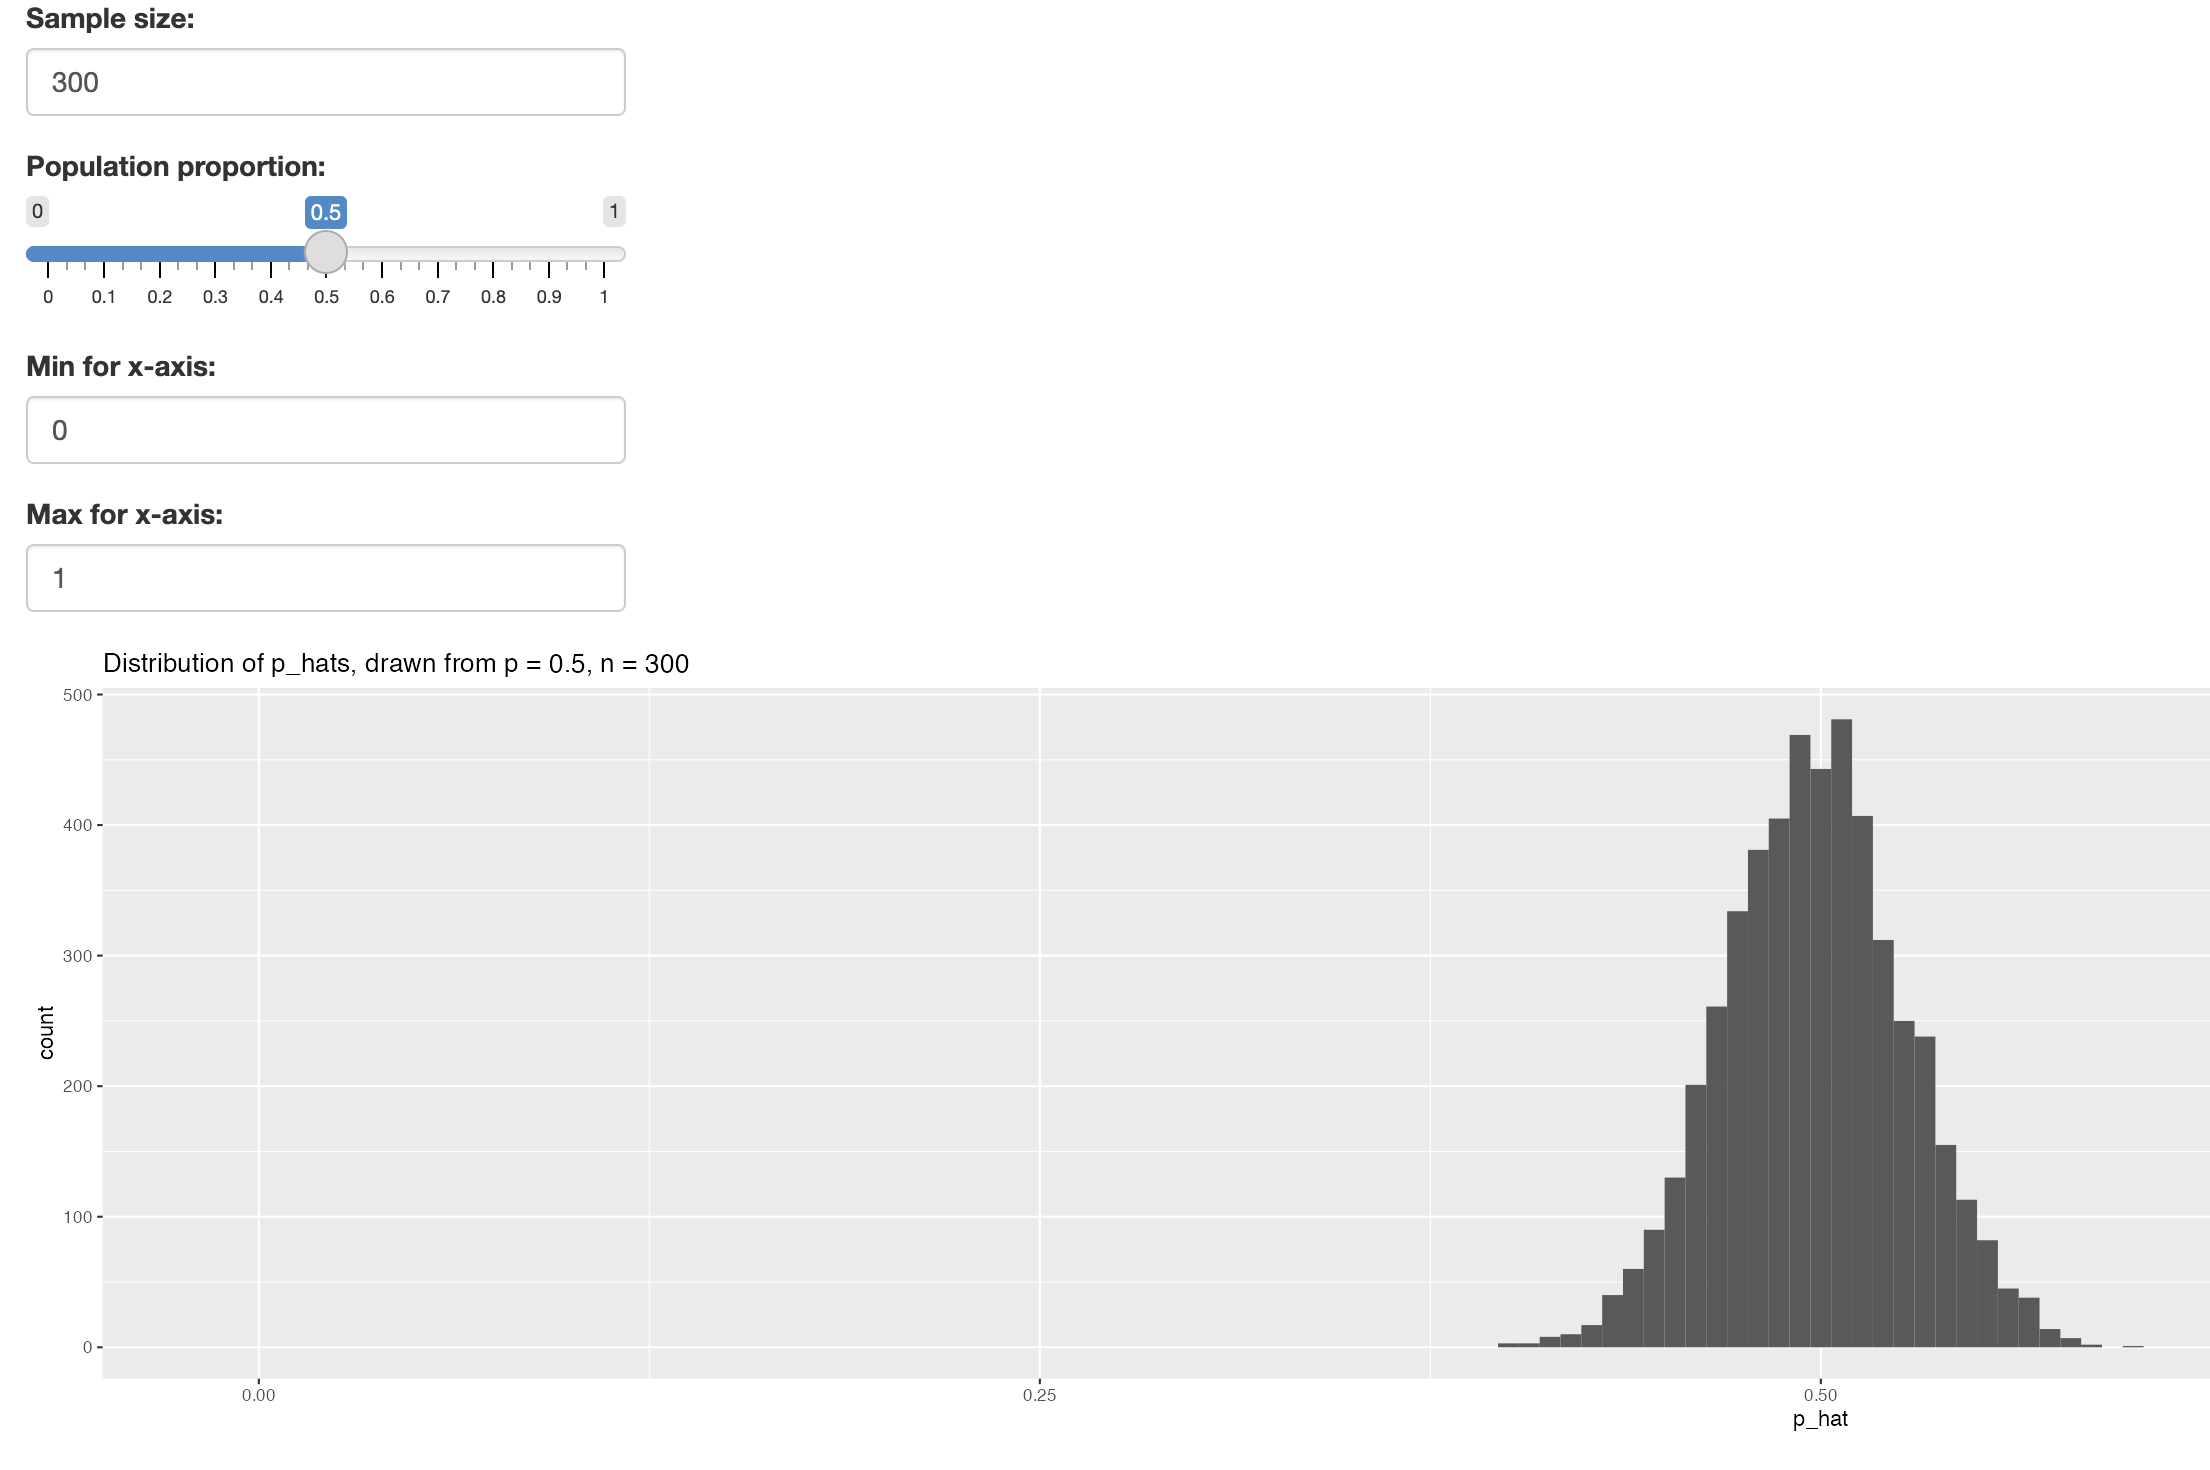 Sample size:
300
Population proportion:
0 0.5 1
0 0.1 0.2 0.3 0.4 0.5 0.6 0.7 0.8 0.9 1
Min for x-axis:
0
Max for x-axis:
1
Distribution of p_hats, drawn from p = 0.5, n = 300
500
400
300
200
100
0
count
0.00 0.25 0.50
p_hat